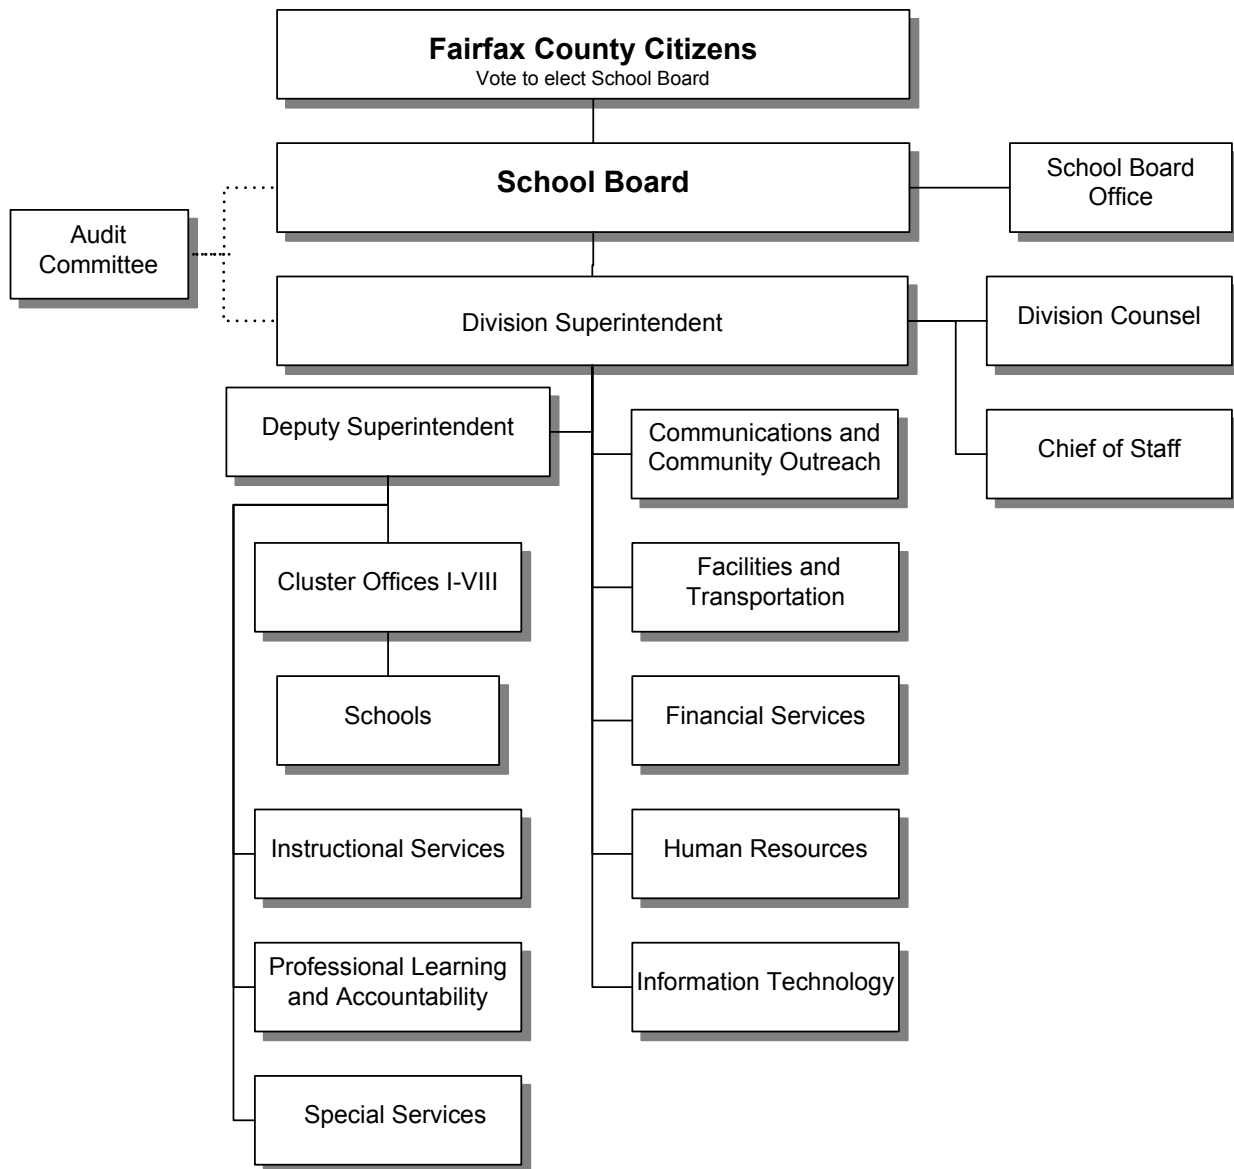 Fairfax County Citizens
Vote to elect School Board
School Board
School Board
Office
Audit
Committee
Division Superintendent
Division Counsel
Deputy Superintendent
Communications and
Community Outreach
Chief of Staff
Cluster Offices I-VIII
Facilities and
Transportation
Schools
Financial Services
Instructional Services
Human Resources
Professional Learning
and Accountability
Information Technology
Special Services